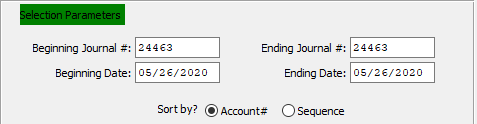 Selection Parameters
Beginning Journal #: 24463 Ending Journal #: 24463
Beginning Date: 05/26/2020 Ending Date: 05/26/2020
Sort by? Account# Sequence